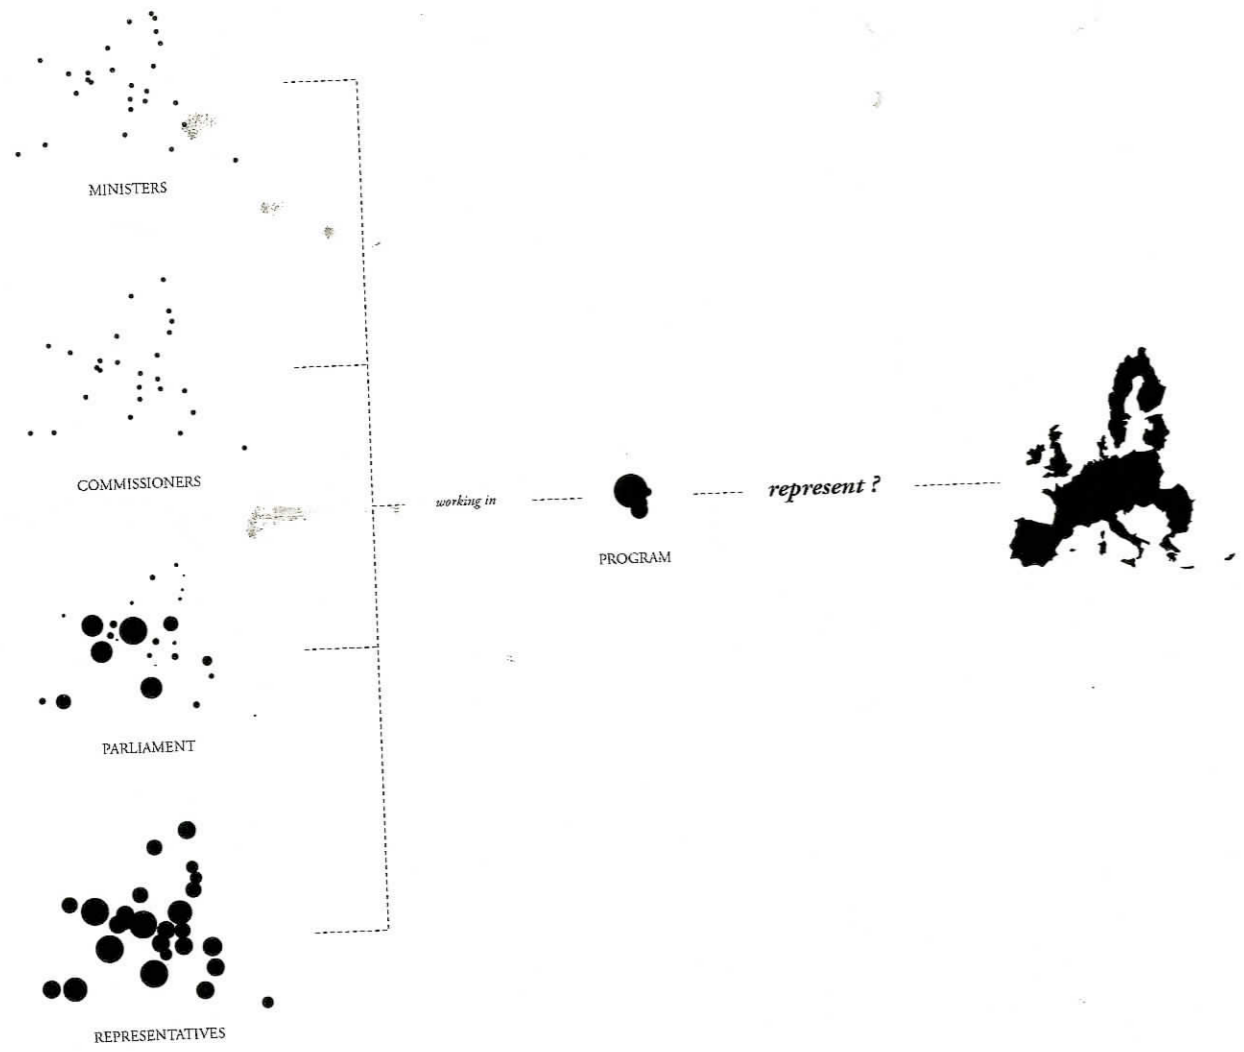 MINISTERS
COMMISSIONERS
working in
represent ?
PROGRAM
PARLIAMENT
REPRESENTATIVES